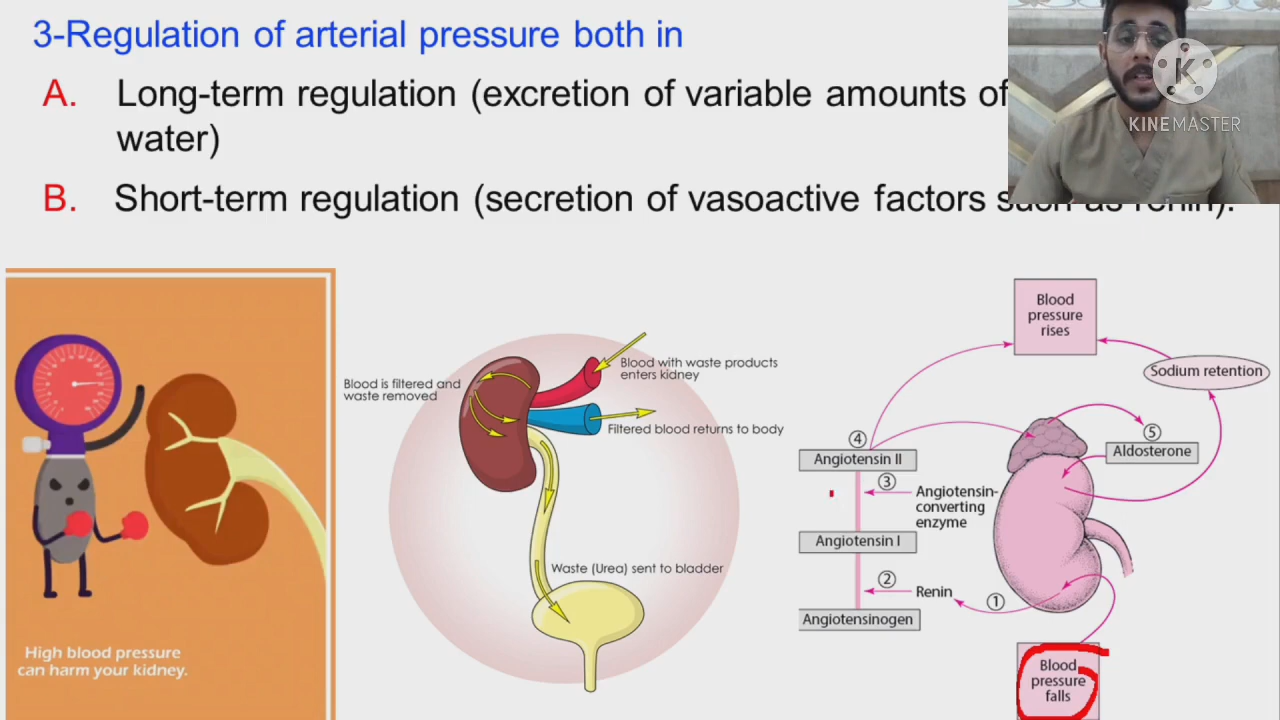 3-Regulation of arterial pressure both in
A. Long-term regulation (excretion of variable amounts of
water)
B. Short-term regulation (secretion of vasoactive factors such as renin).
KINEMASTER
High blood pressure
can harm your kidney.
Blood is filtered and
waste removed
Blood with waste products
enters kidney
Filtered blood returns to body
Waste (Urea) sent to bladder
Blood
pressure
rises
Sodium retention
④
Angiotensin II
⑤
Aldosterone
③
Angiotensin-
converting
enzyme
Angiotensin I
②
Renin
①
Angiotensinogen
Blood
pressure
falls